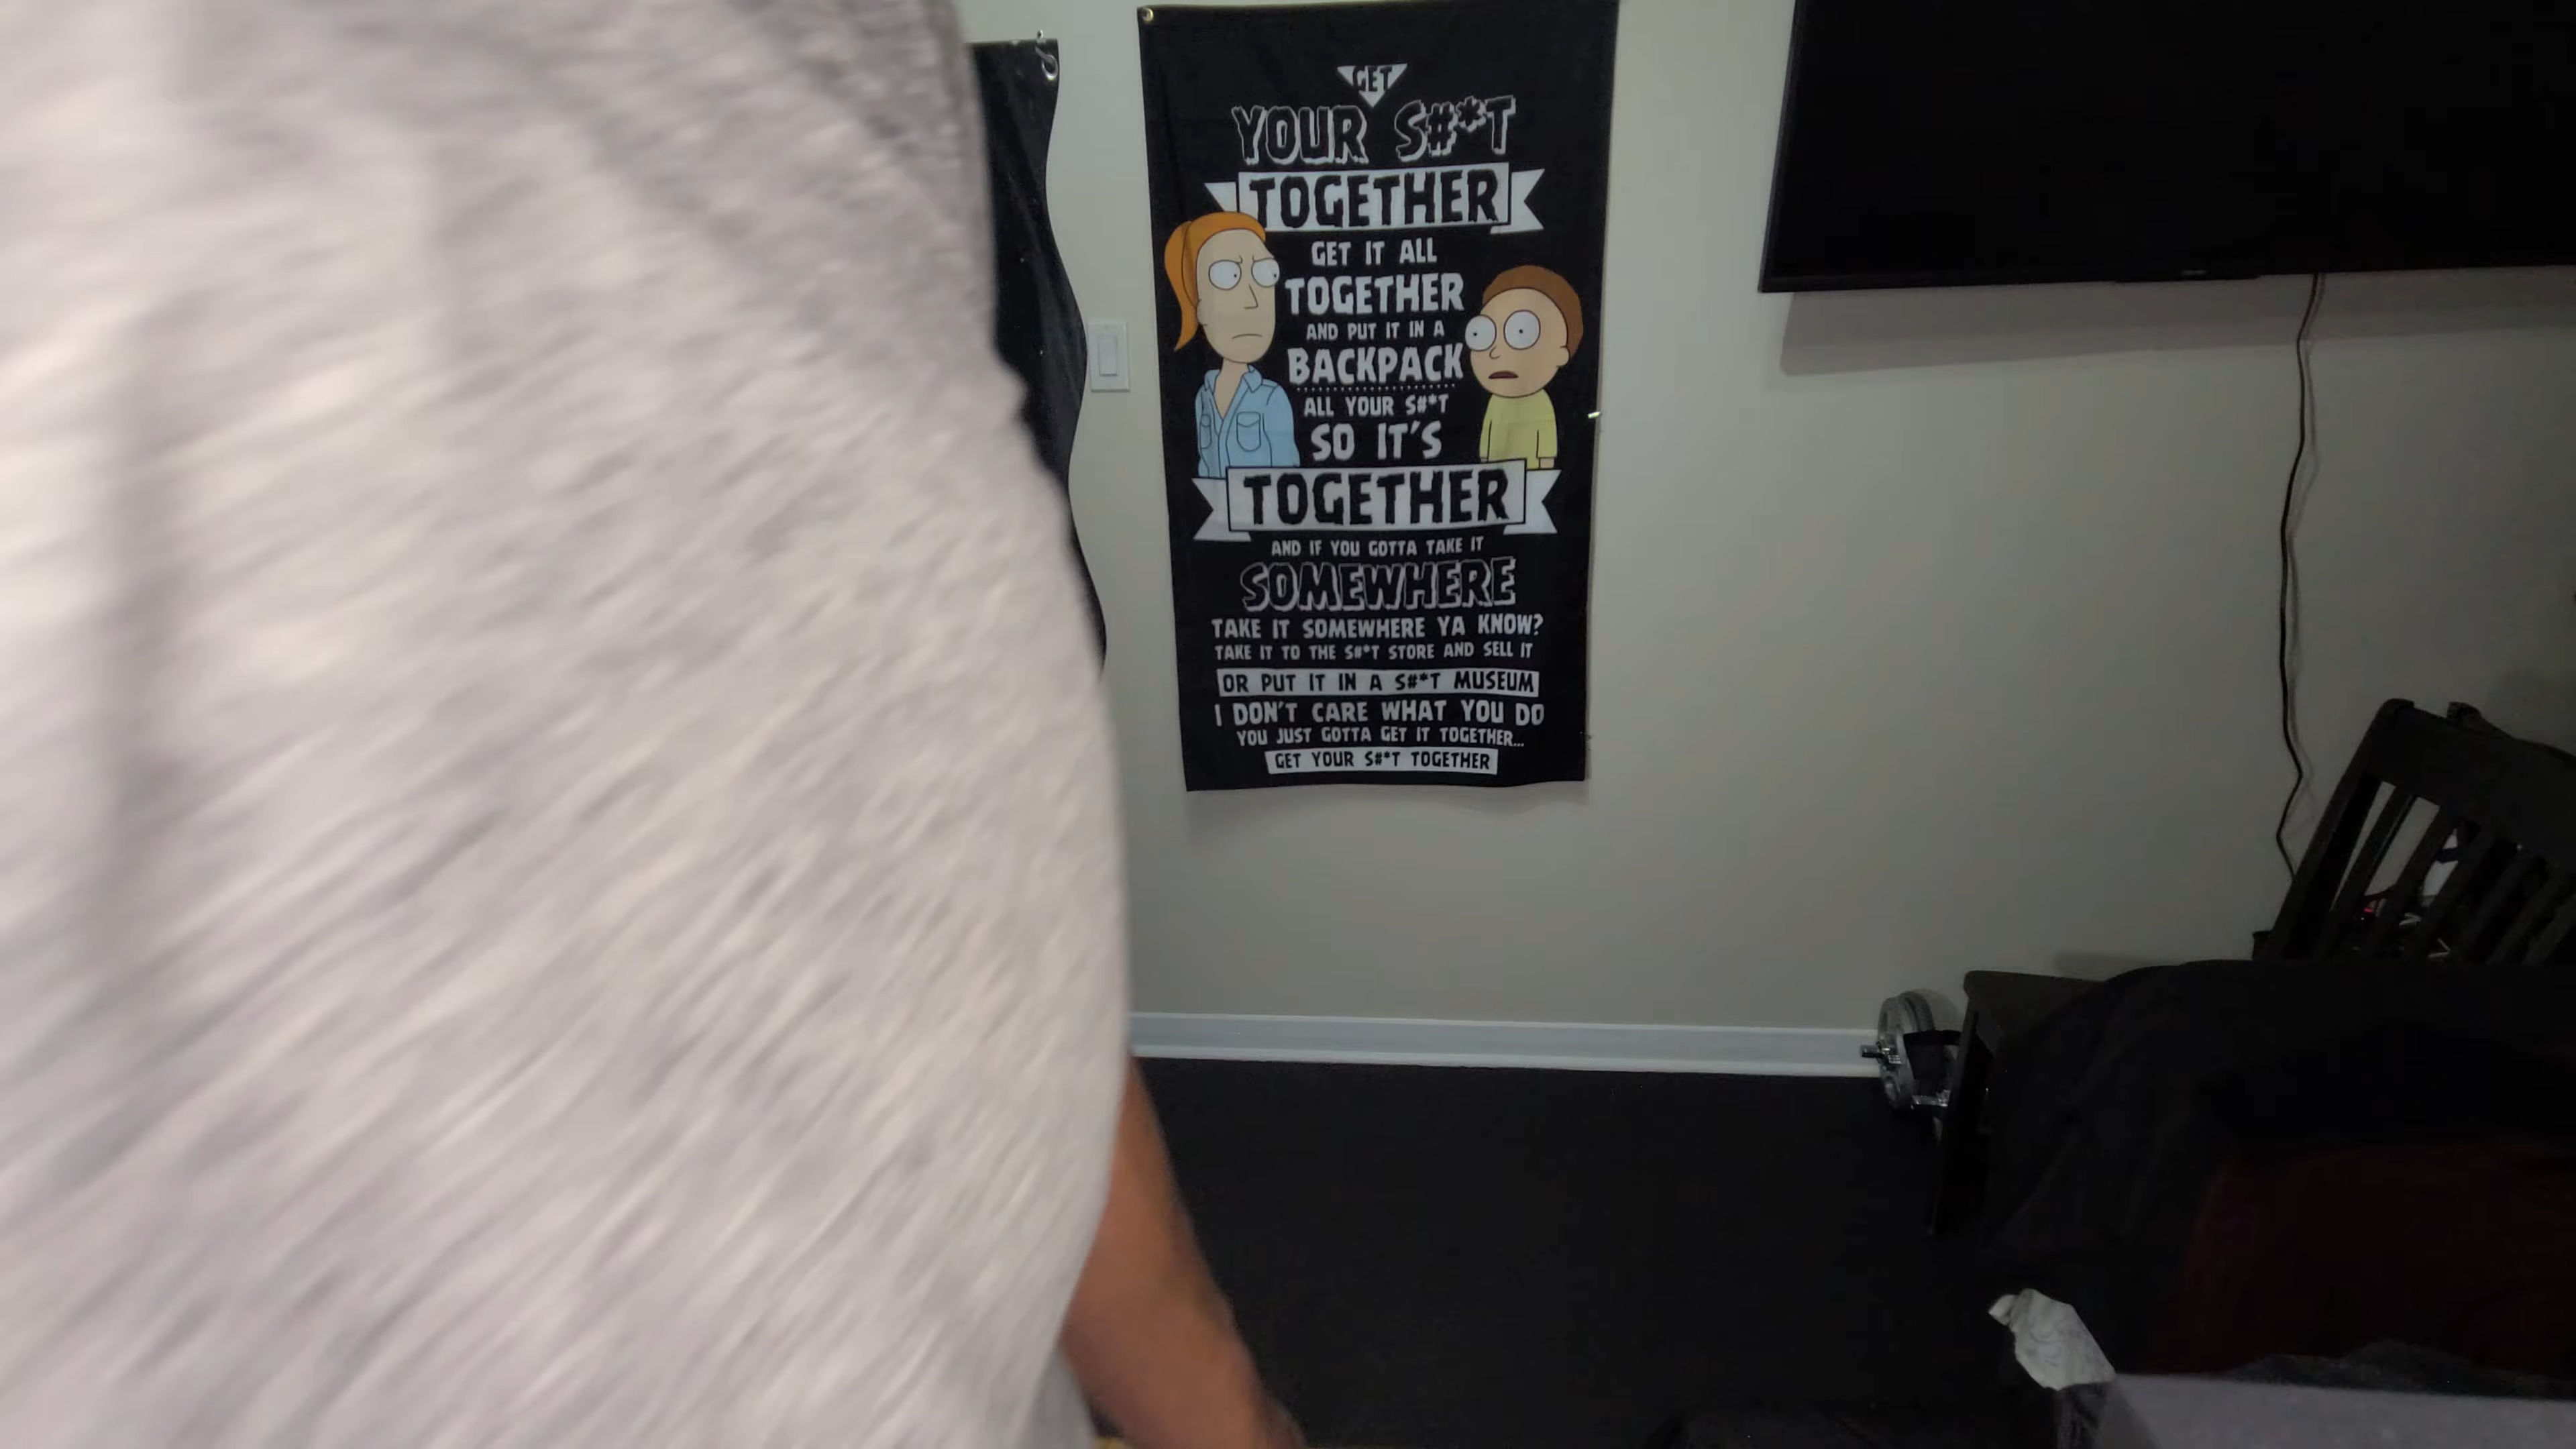 GET
YOUR S#*T
TOGETHER
GET IT ALL
TOGETHER
AND PUT IT IN A
BACKPACK
ALL YOUR S#*T
SO IT'S
TOGETHER
AND IF YOU GOTTA TAKE IT
SOMEWHERE
TAKE IT SOMEWHERE YA KNOW?
TAKE IT TO THE S#*T STORE AND SELL IT
OR PUT IT IN A S#*T MUSEUM
I DON'T CARE WHAT YOU DO
YOU JUST GOTTA GET IT TOGETHER...
GET YOUR S#*T TOGETHER